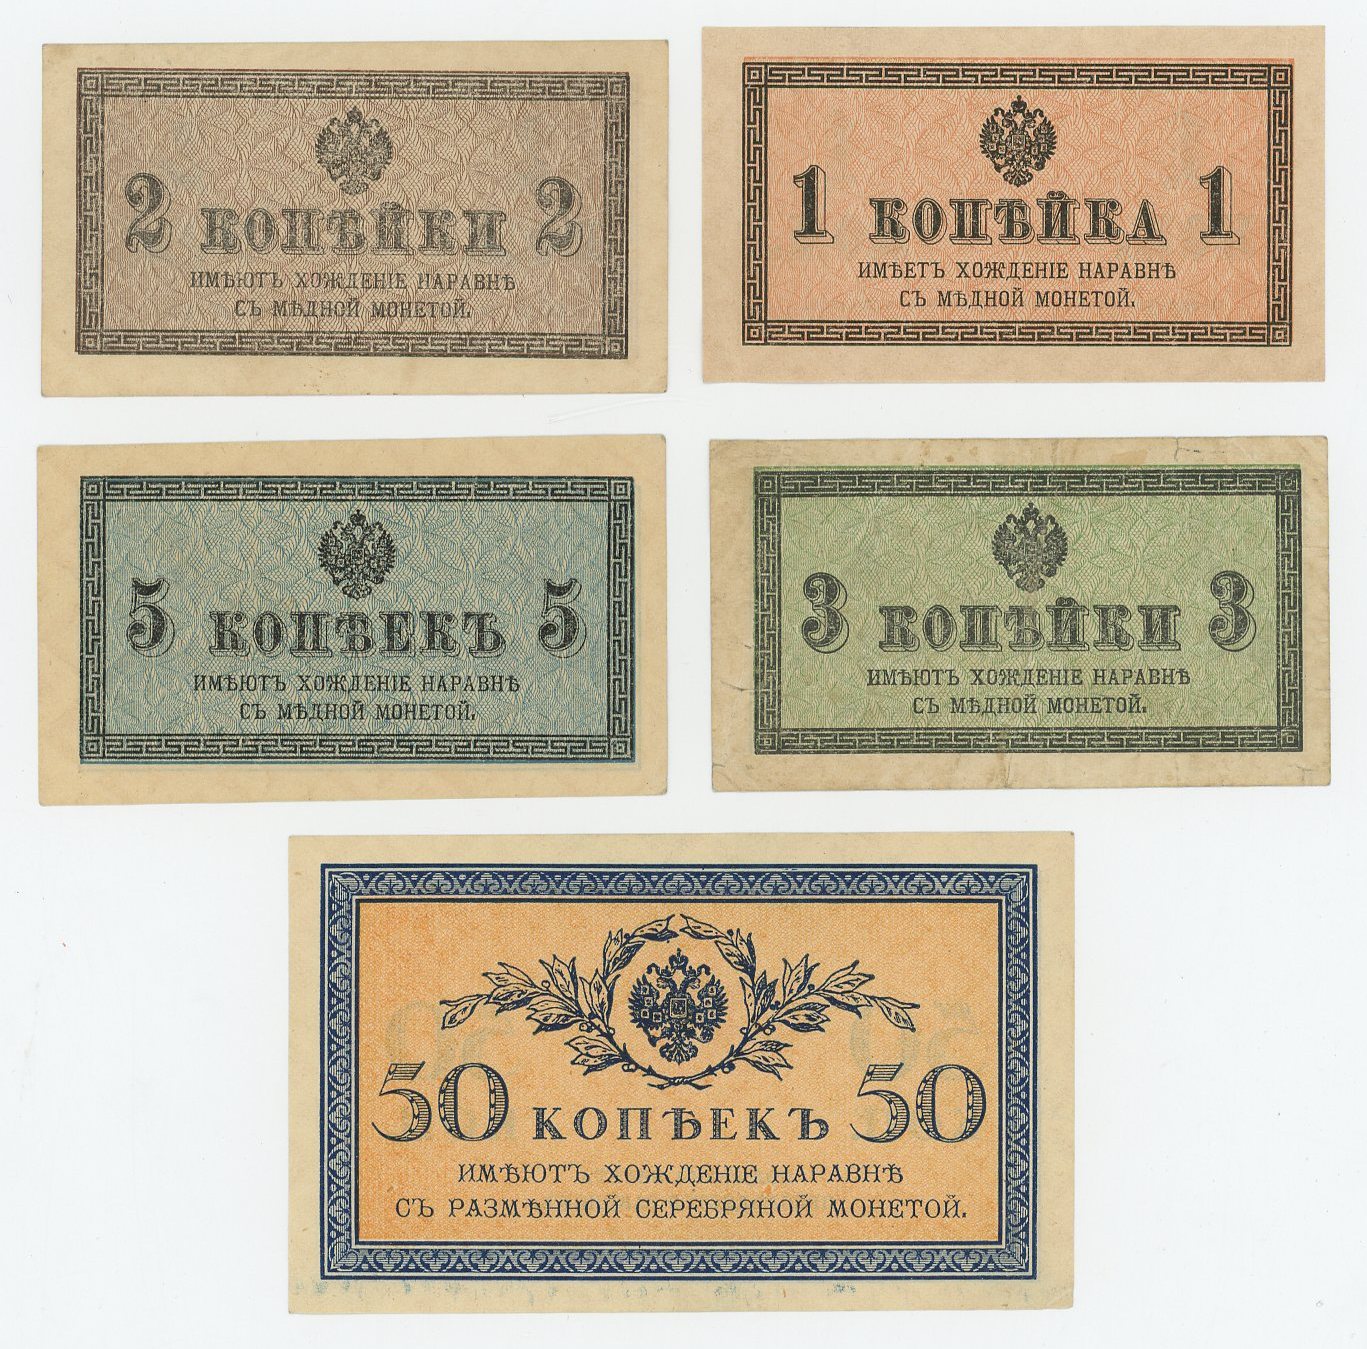 2 КОПѢЙКИ 2
ИМѢЮТЪ ХОЖДЕНІЕ НАРАВНѢ
СЪ МѢДНОЙ МОНЕТОЙ.
1 КОПѢЙКА 1
ИМѢЕТЪ ХОЖДЕНІЕ НАРАВНѢ
СЪ МѢДНОЙ МОНЕТОЙ.
5 КОПѢЕКЪ 5
ИМѢЮТЪ ХОЖДЕНІЕ НАРАВНѢ
СЪ МѢДНОЙ МОНЕТОЙ.
3 КОПѢЙКИ 3
ИМѢЮТЪ ХОЖДЕНІЕ НАРАВНѢ
СЪ МѢДНОЙ МОНЕТОЙ.
50 КОПѢЕКЪ 50
ИМѢЮТЪ ХОЖДЕНІЕ НАРАВНѢ
СЪ РАЗМѢННОЙ СЕРЕБРЯНОЙ МОНЕТОЙ.